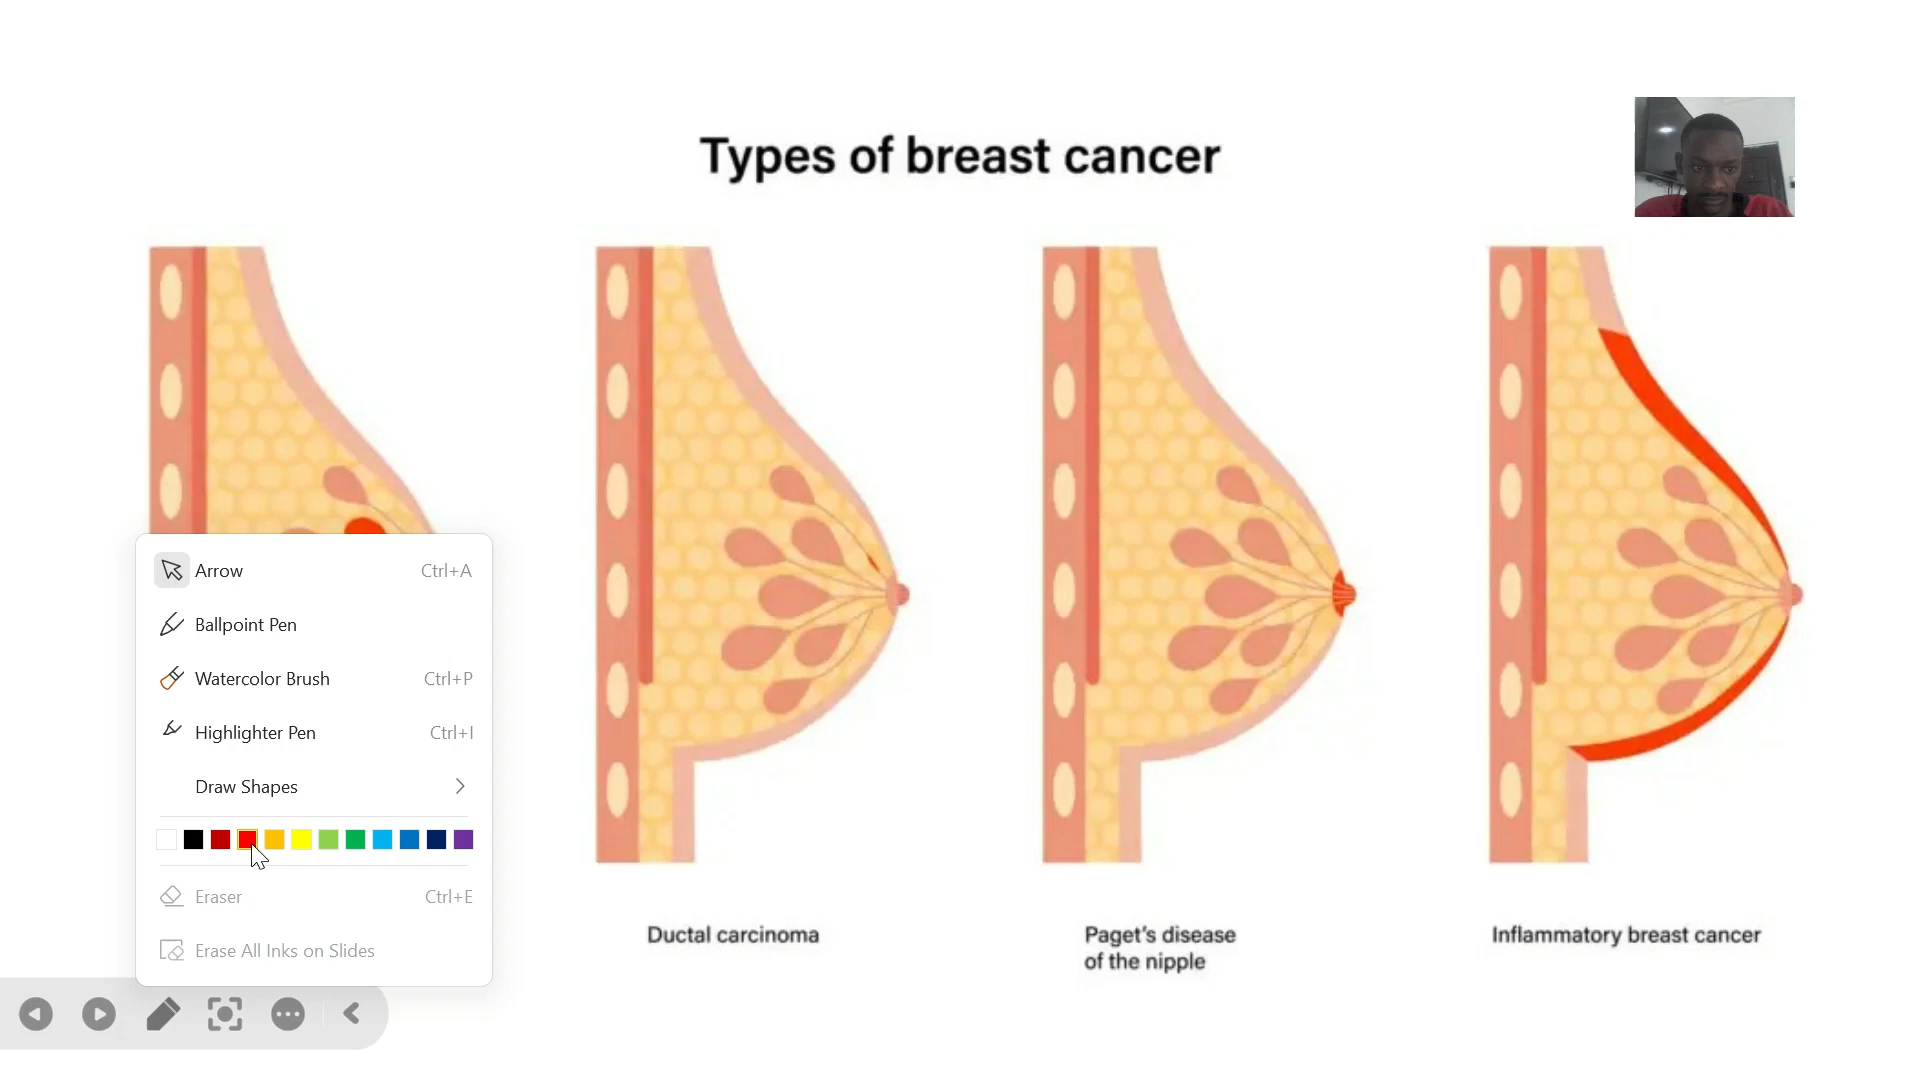 Types of breast cancer
Arrow Ctrl+A
Ballpoint Pen
Watercolor Brush Ctrl+P
Highlighter Pen Ctrl+I
Draw Shapes
Eraser Ctrl+E
Erase All Inks on Slides
Ductal carcinoma
Paget’s disease
of the nipple
Inflammatory breast cancer